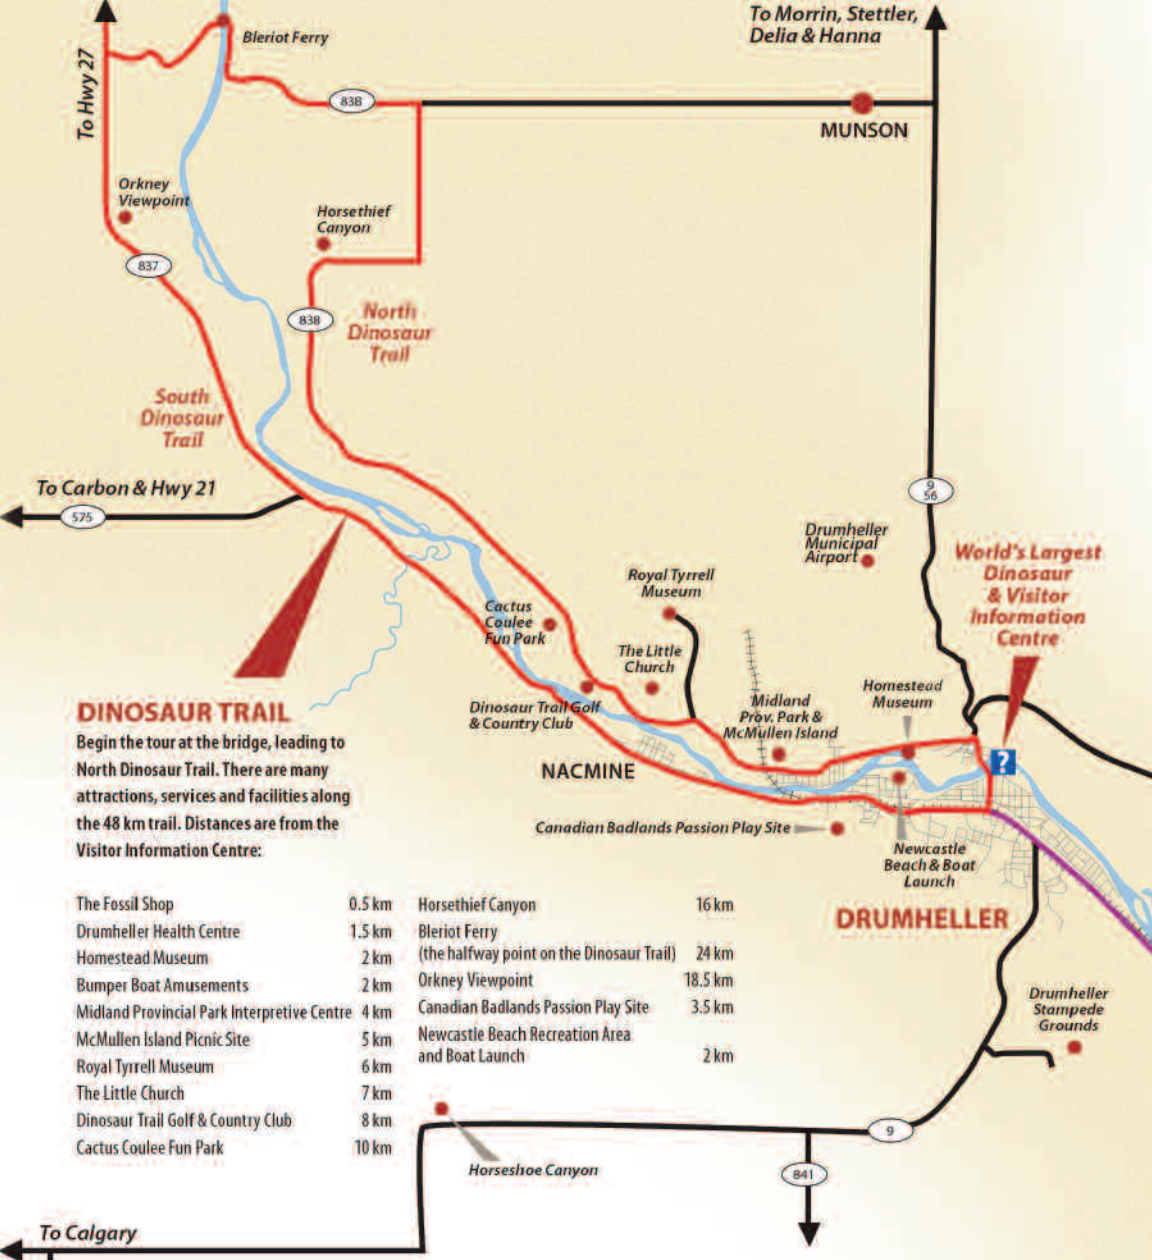 To Morrin, Stettler,
Delia & Hanna
Bleriot Ferry
To Hwy 27
838
MUNSON
Orkney
Viewpoint
Horsethief
Canyon
837
838
North
Dinosaur
Trail
South
Dinosaur
Trail
To Carbon & Hwy 21
575
9
56
Drumheller
Municipal
Airport
World's Largest
Dinosaur
& Visitor
Information
Centre
Royal Tyrrell
Museum
Cactus
Coulee
Fun Park
The Little
Church
Homestead
Museum
Midland
Prov. Park &
McMullen Island
Dinosaur Trail Golf
& Country Club
?
NACMINE
Canadian Badlands Passion Play Site
Newcastle
Beach & Boat
Launch
DRUMHELLER
DINOSAUR TRAIL
Begin the tour at the bridge, leading to
North Dinosaur Trail. There are many
attractions, services and facilities along
the 48 km trail. Distances are from the
Visitor Information Centre:
The Fossil Shop 0.5 km
Drumheller Health Centre 1.5 km
Homestead Museum 2 km
Bumper Boat Amusements 2 km
Midland Provincial Park Interpretive Centre 4 km
McMullen Island Picnic Site 5 km
Royal Tyrrell Museum 6 km
The Little Church 7 km
Dinosaur Trail Golf & Country Club 8 km
Cactus Coulee Fun Park 10 km
Horsethief Canyon 16 km
Bleriot Ferry
(the halfway point on the Dinosaur Trail) 24 km
Orkney Viewpoint 18.5 km
Canadian Badlands Passion Play Site 3.5 km
Newcastle Beach Recreation Area
and Boat Launch 2 km
Drumheller
Stampede
Grounds
9
841
Horseshoe Canyon
To Calgary